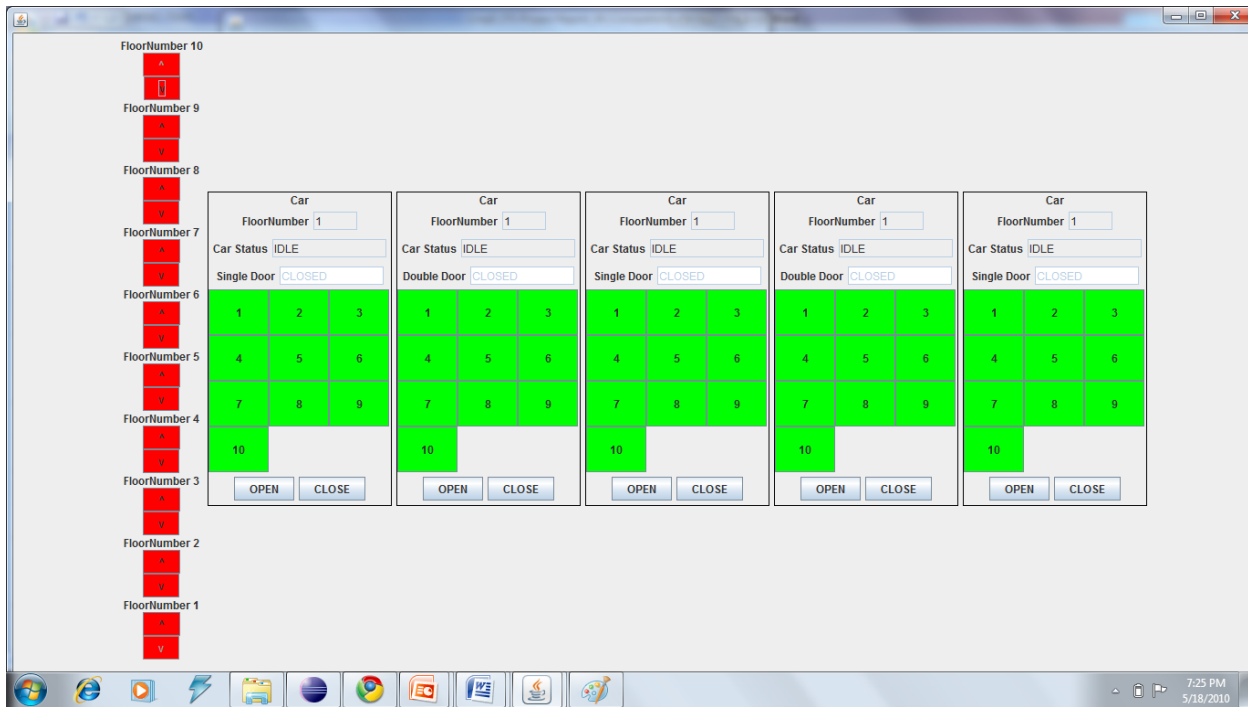 FloorNumber 10
^
v
FloorNumber 9
^
v
FloorNumber 8
^
v
FloorNumber 7
^
v
FloorNumber 6
^
v
FloorNumber 5
^
v
FloorNumber 4
^
v
FloorNumber 3
^
v
FloorNumber 2
^
v
FloorNumber 1
^
v
Car
FloorNumber 1
Car Status IDLE
Single Door CLOSED
1 2 3
4 5 6
7 8 9
10
OPEN CLOSE
Car
FloorNumber 1
Car Status IDLE
Double Door CLOSED
1 2 3
4 5 6
7 8 9
10
OPEN CLOSE
Car
FloorNumber 1
Car Status IDLE
Single Door CLOSED
1 2 3
4 5 6
7 8 9
10
OPEN CLOSE
Car
FloorNumber 1
Car Status IDLE
Double Door CLOSED
1 2 3
4 5 6
7 8 9
10
OPEN CLOSE
Car
FloorNumber 1
Car Status IDLE
Single Door CLOSED
1 2 3
4 5 6
7 8 9
10
OPEN CLOSE
7:25 PM
5/18/2010